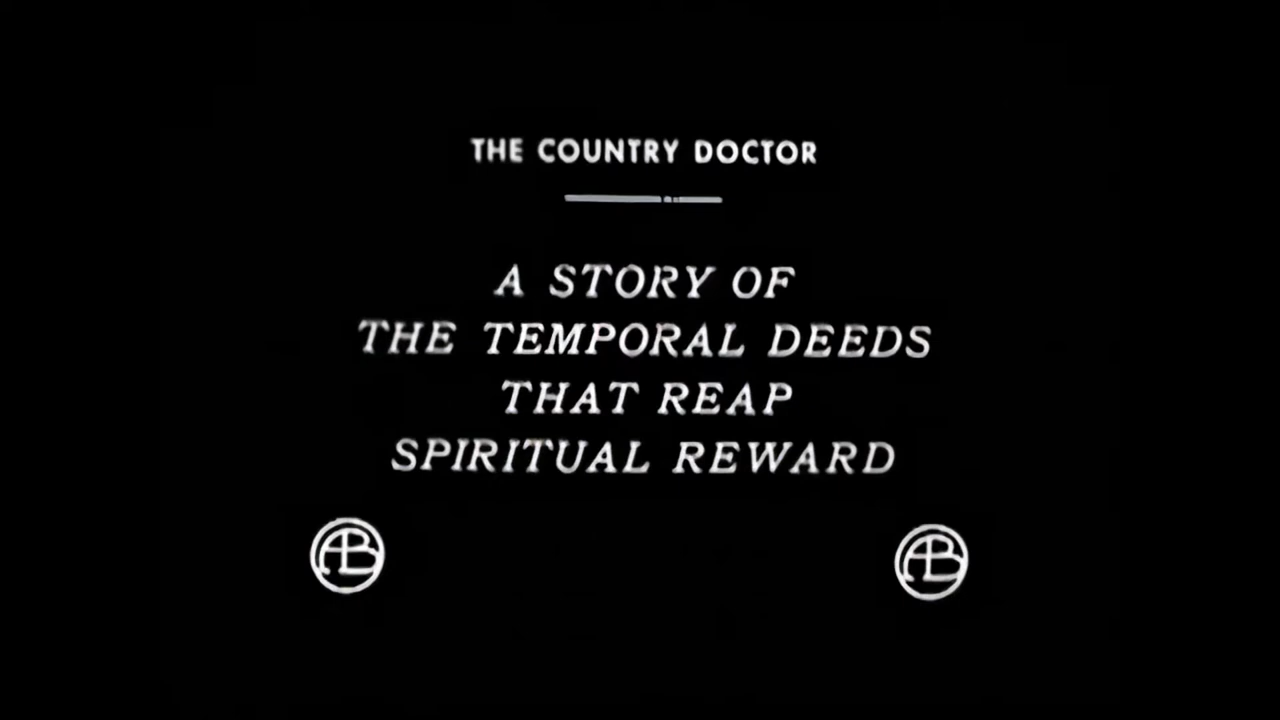 THE COUNTRY DOCTOR
A STORY OF
THE TEMPORAL DEEDS
THAT REAP
SPIRITUAL REWARD
AB AB